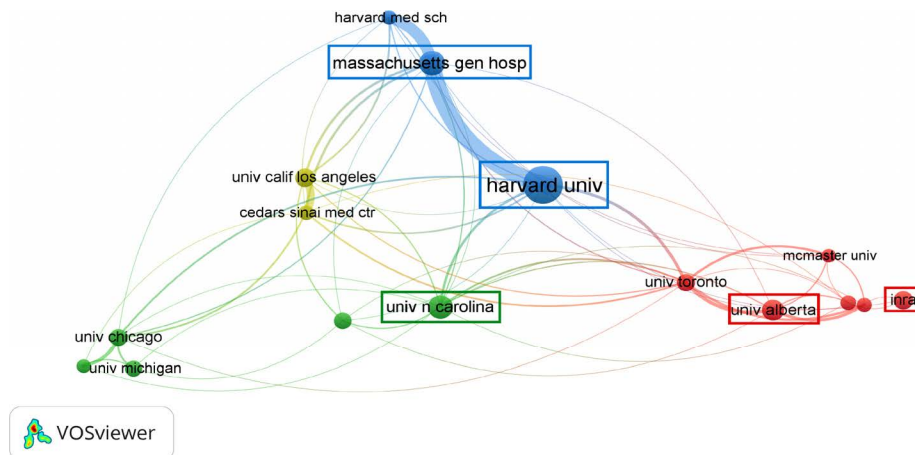 harvard med sch
massachusetts gen hosp
univ calif los angeles
harvard univ
cedars sinai med ctr
mcmaster univ
univ toronto
univ n carolina
univ alberta
inra
univ chicago
univ michigan
VOSviewer